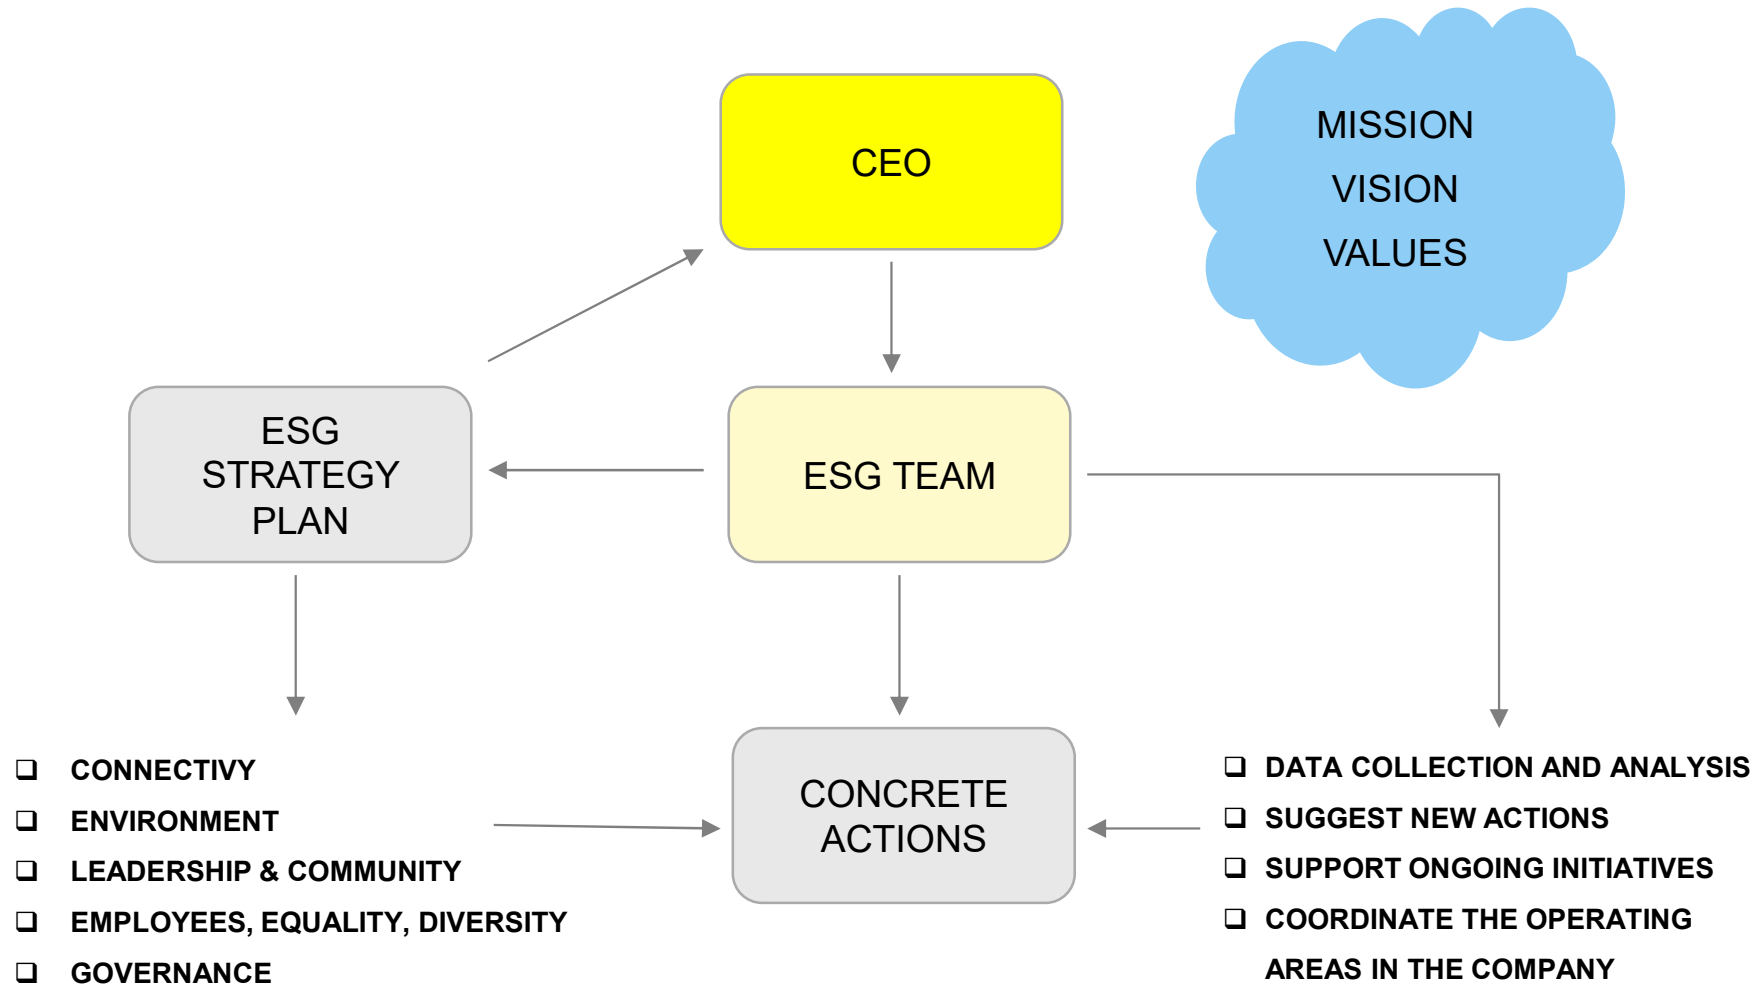 CEO
MISSION
VISION
VALUES
ESG
STRATEGY
PLAN
ESG TEAM
❑ CONNECTIVY
❑ ENVIRONMENT
❑ LEADERSHIP & COMMUNITY
❑ EMPLOYEES, EQUALITY, DIVERSITY
❑ GOVERNANCE
CONCRETE
ACTIONS
❑ DATA COLLECTION AND ANALYSIS
❑ SUGGEST NEW ACTIONS
❑ SUPPORT ONGOING INITIATIVES
❑ COORDINATE THE OPERATING
AREAS IN THE COMPANY